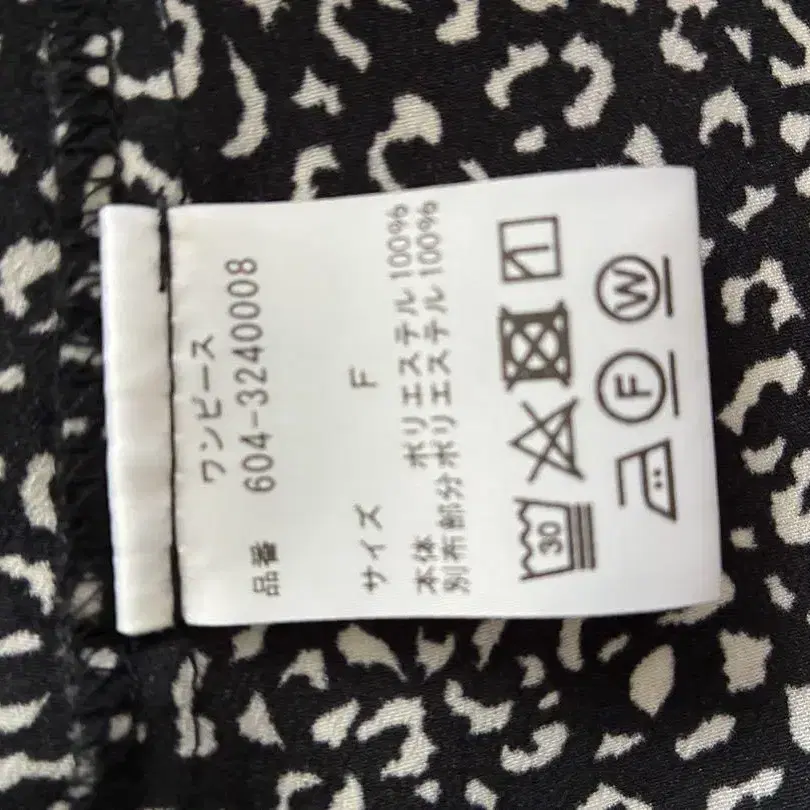 ワンピース
品番 604-3240008
サイズ F
本体 ポリエステル100%
別布部分ポリエステル100%
30
F W